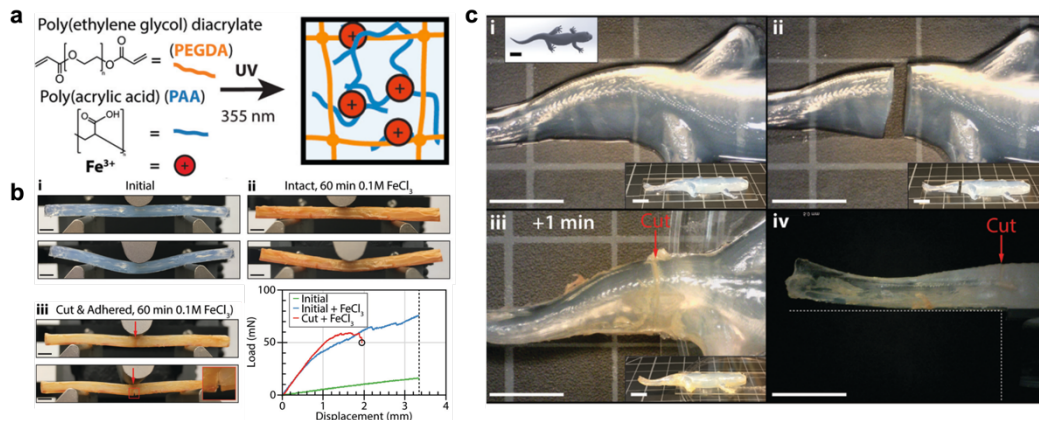 a
Poly(ethylene glycol) diacrylate
(PEGDA)
O
O
O
O
n
=
UV
355 nm
Poly(acrylic acid) (PAA)
O
OH
n
=
Fe³⁺
=
+
+
+
+
+
b
i
Initial
ii
Intact, 60 min 0.1M FeCl₃
iii
Cut & Adhered, 60 min 0.1M FeCl₃)
100
50
0
Load (mN)
Initial
Initial + FeCl₃
Cut + FeCl₃
0
1
2
3
4
Displacement (mm)
c
i
ii
iii
+1 min
Cut
iv
Cut